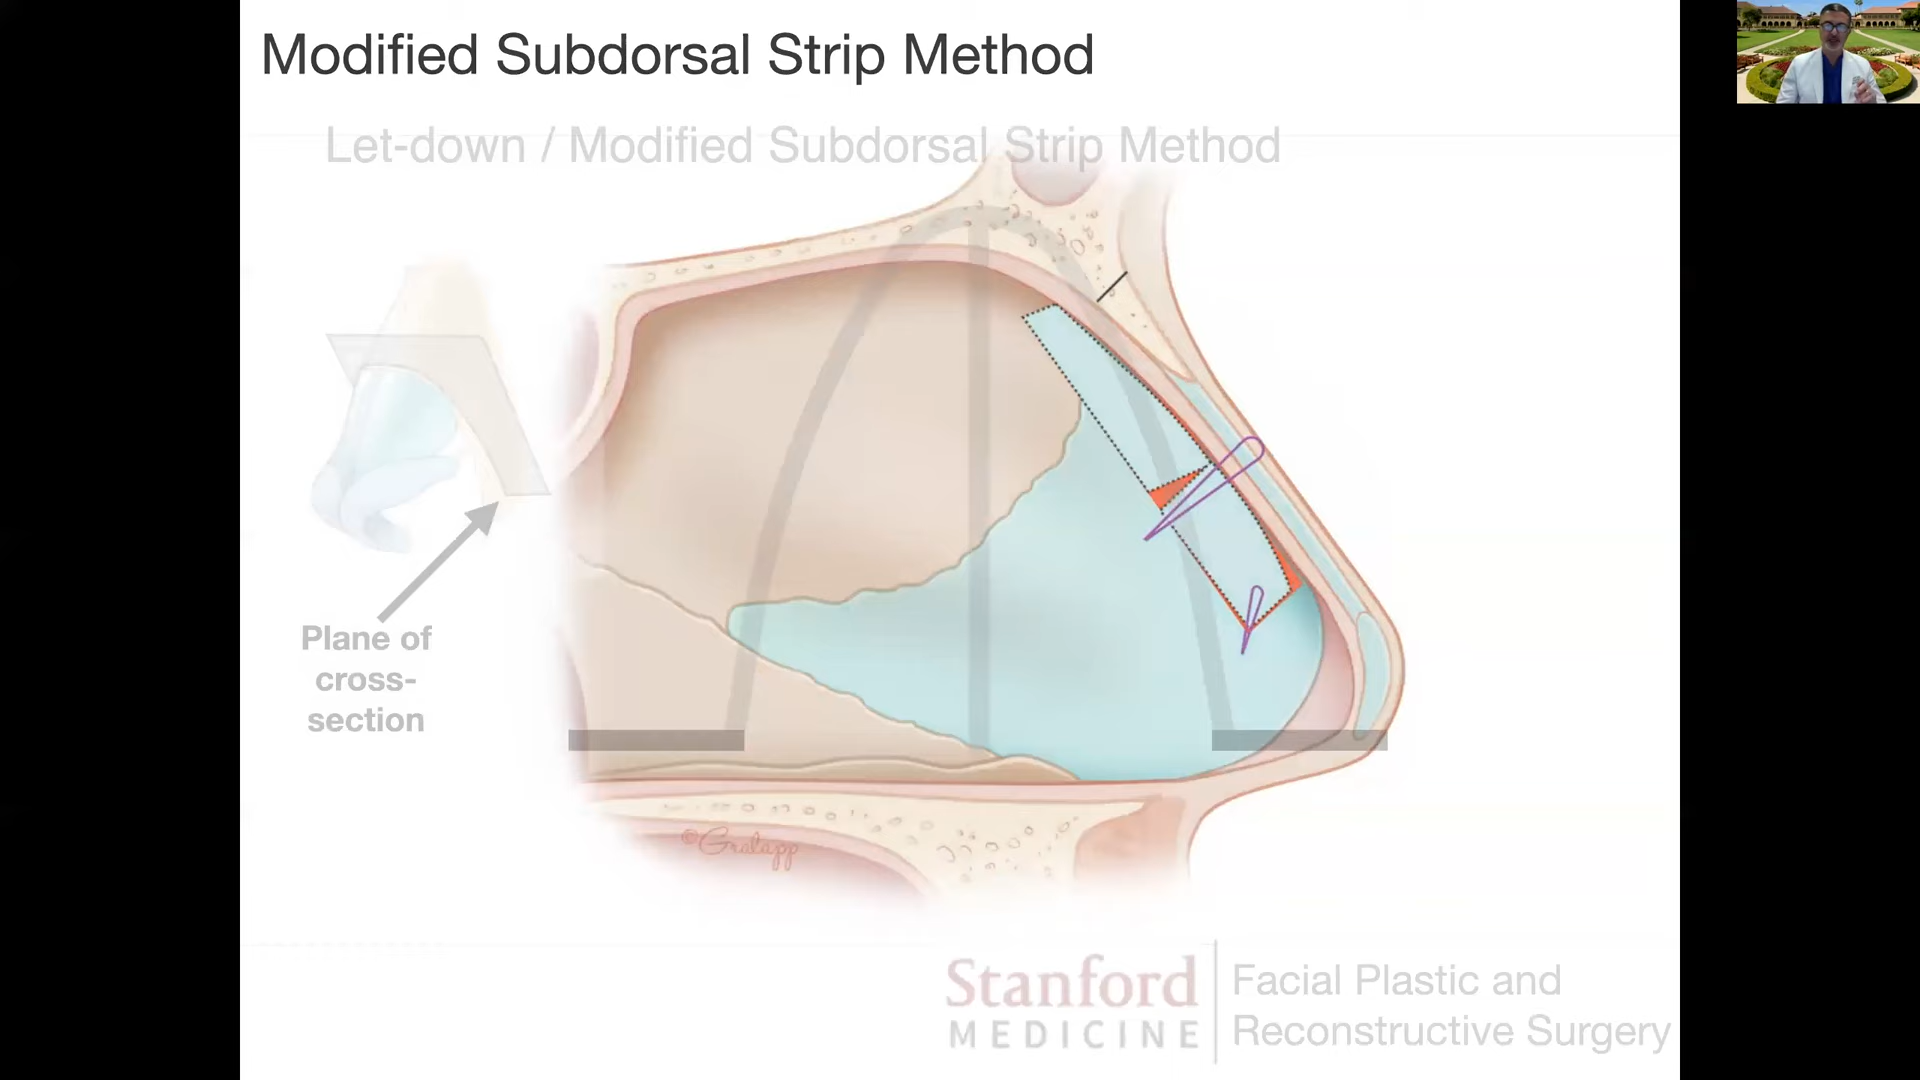 Modified Subdorsal Strip Method
Let-down / Modified Subdorsal Strip Method
Plane of
cross-
section
©Gralapp
Stanford
MEDICINE
Facial Plastic and
Reconstructive Surgery